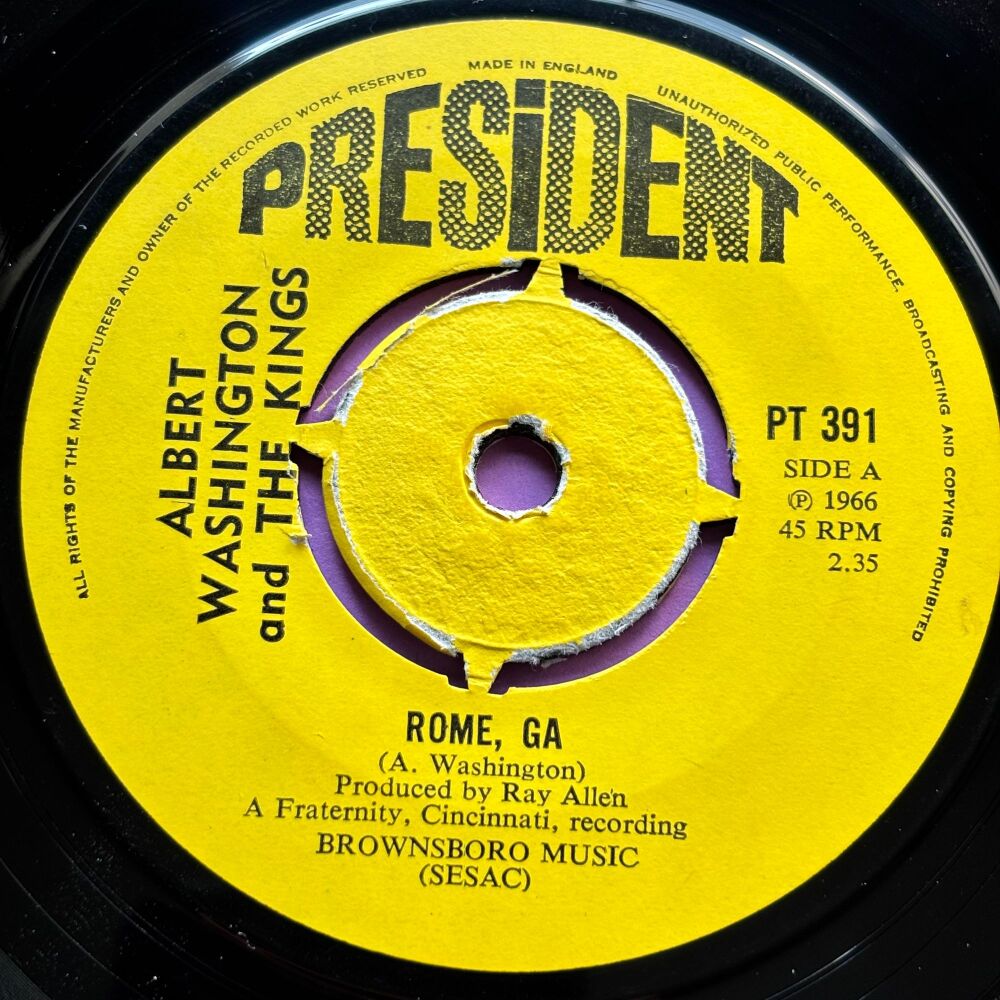 ALL RIGHTS OF THE MANUFACTURERS AND OWNER OF THE RECORDED WORK RESERVED
MADE IN ENGLAND
UNAUTHORIZED PUBLIC PERFORMANCE, BROADCASTING AND COPYING PROHIBITED
PRESiDENT
ALBERT
WASHINGTON
and THE KINGS
PT 391
SIDE A
℗ 1966
45 RPM
2.35
ROME, GA
(A. Washington)
Produced by Ray Allen
A Fraternity, Cincinnati, recording
BROWNSBORO MUSIC
(SESAC)